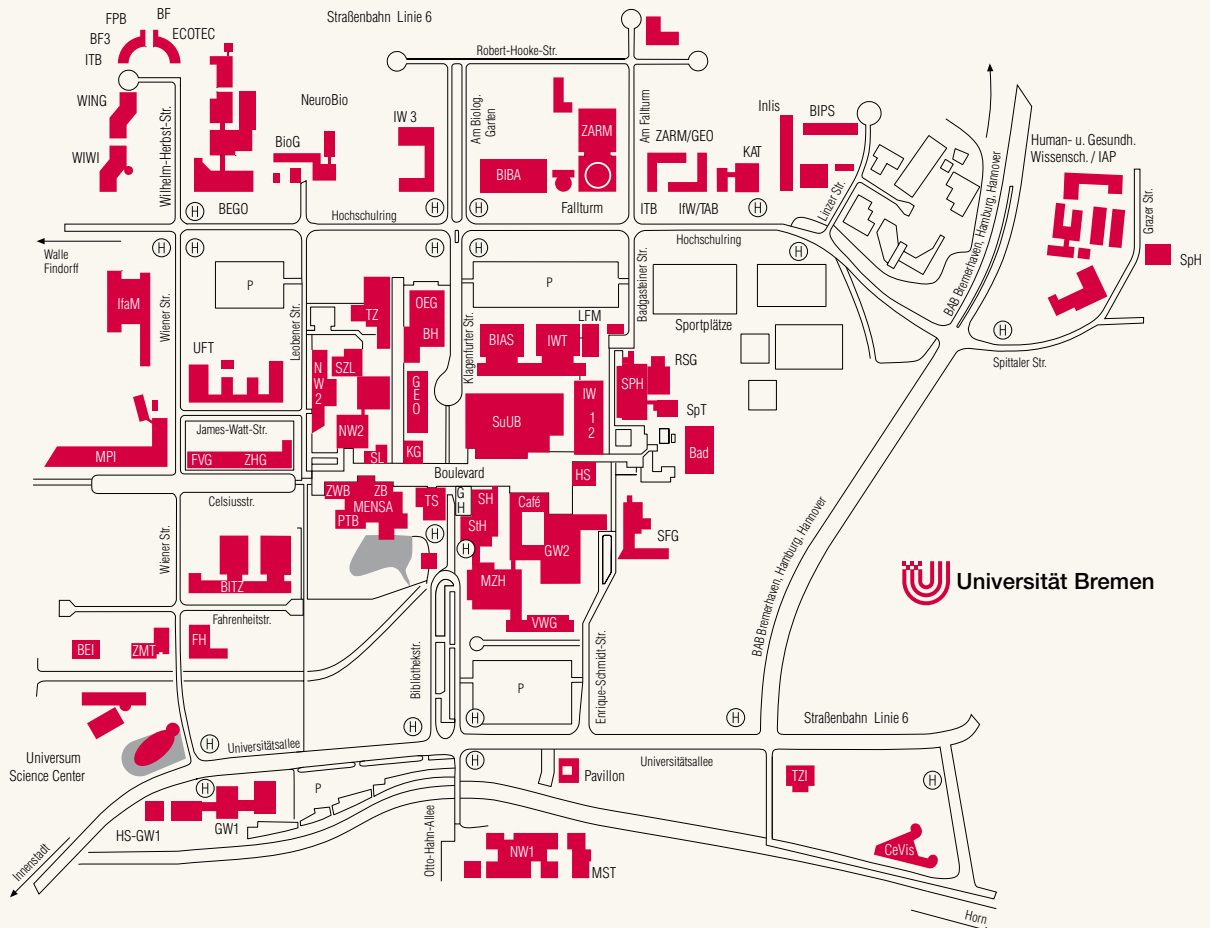 FPB
BF
Straßenbahn Linie 6
BF3
ECOTEC
ITB
Robert-Hooke-Str.
WING
NeuroBio
Wilhelm-Herbst-Str.
IW 3
Am Biolog.
Garten
ZARM
Am Fallturm
Inlis
BIPS
ZARM/GEO
Human- u. Gesundh.
Wissensch. / IAP
WIWI
BioG
BIBA
KAT
Linzer Str.
Grazer Str.
BEGO
Hochschulring
Fallturm
ITB
IfW/TAB
H
H
H
H
Hochschulring
BAB Bremerhaven, Hamburg, Hannover
Walle
Findorff
H
H
H
H
H
SpH
Wiener Str.
P
P
Badgasteiner Str.
Sportplätze
IfaM
Leobener Str.
TZ
OEG
BH
Klagenfurter Str.
LFM
BIAS
IWT
H
Spittaler Str.
UFT
N
W
2
SZL
G
E
O
SPH
RSG
IW
1
2
SpT
James-Watt-Str.
NW2
SuUB
MPI
FVG
ZHG
SL
KG
Bad
Boulevard
HS
Celsiusstr.
ZWB
ZB
MENSA
PTB
TS
G
H
SH
Café
StH
GW2
SFG
Wiener Str.
H
H
BAB Bremerhaven, Hamburg, Hannover
BITZ
MZH
Universität Bremen
Fahrenheitstr.
VWG
BEI
ZMT
FH
Bibliothekstr.
P
Enrique-Schmidt-Str.
H
H
H
H
Straßenbahn Linie 6
Universitätsallee
Universum
Science Center
H
Universitätsallee
Pavillon
TZI
H
H
P
HS-GW1
GW1
Otto-Hahn-Allee
NW1
MST
CeVis
Innenstadt
Horn